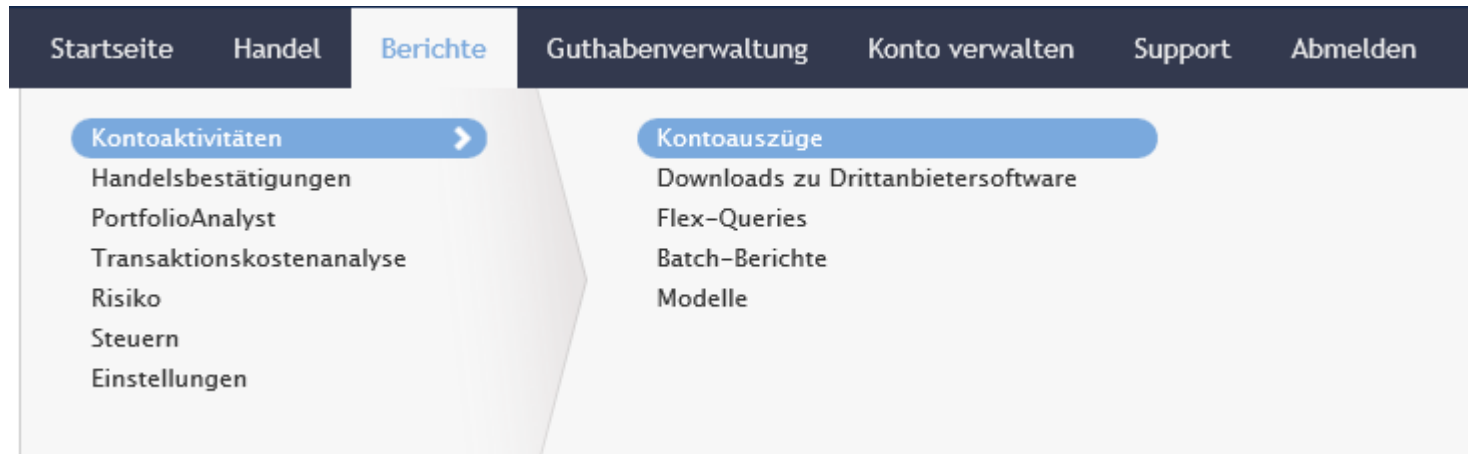 Startseite Handel Berichte Guthabenverwaltung Konto verwalten Support Abmelden
Kontoaktivitäten
Handelsbestätigungen
PortfolioAnalyst
Transaktionskostenanalyse
Risiko
Steuern
Einstellungen
Kontoauszüge
Downloads zu Drittanbietersoftware
Flex-Queries
Batch-Berichte
Modelle